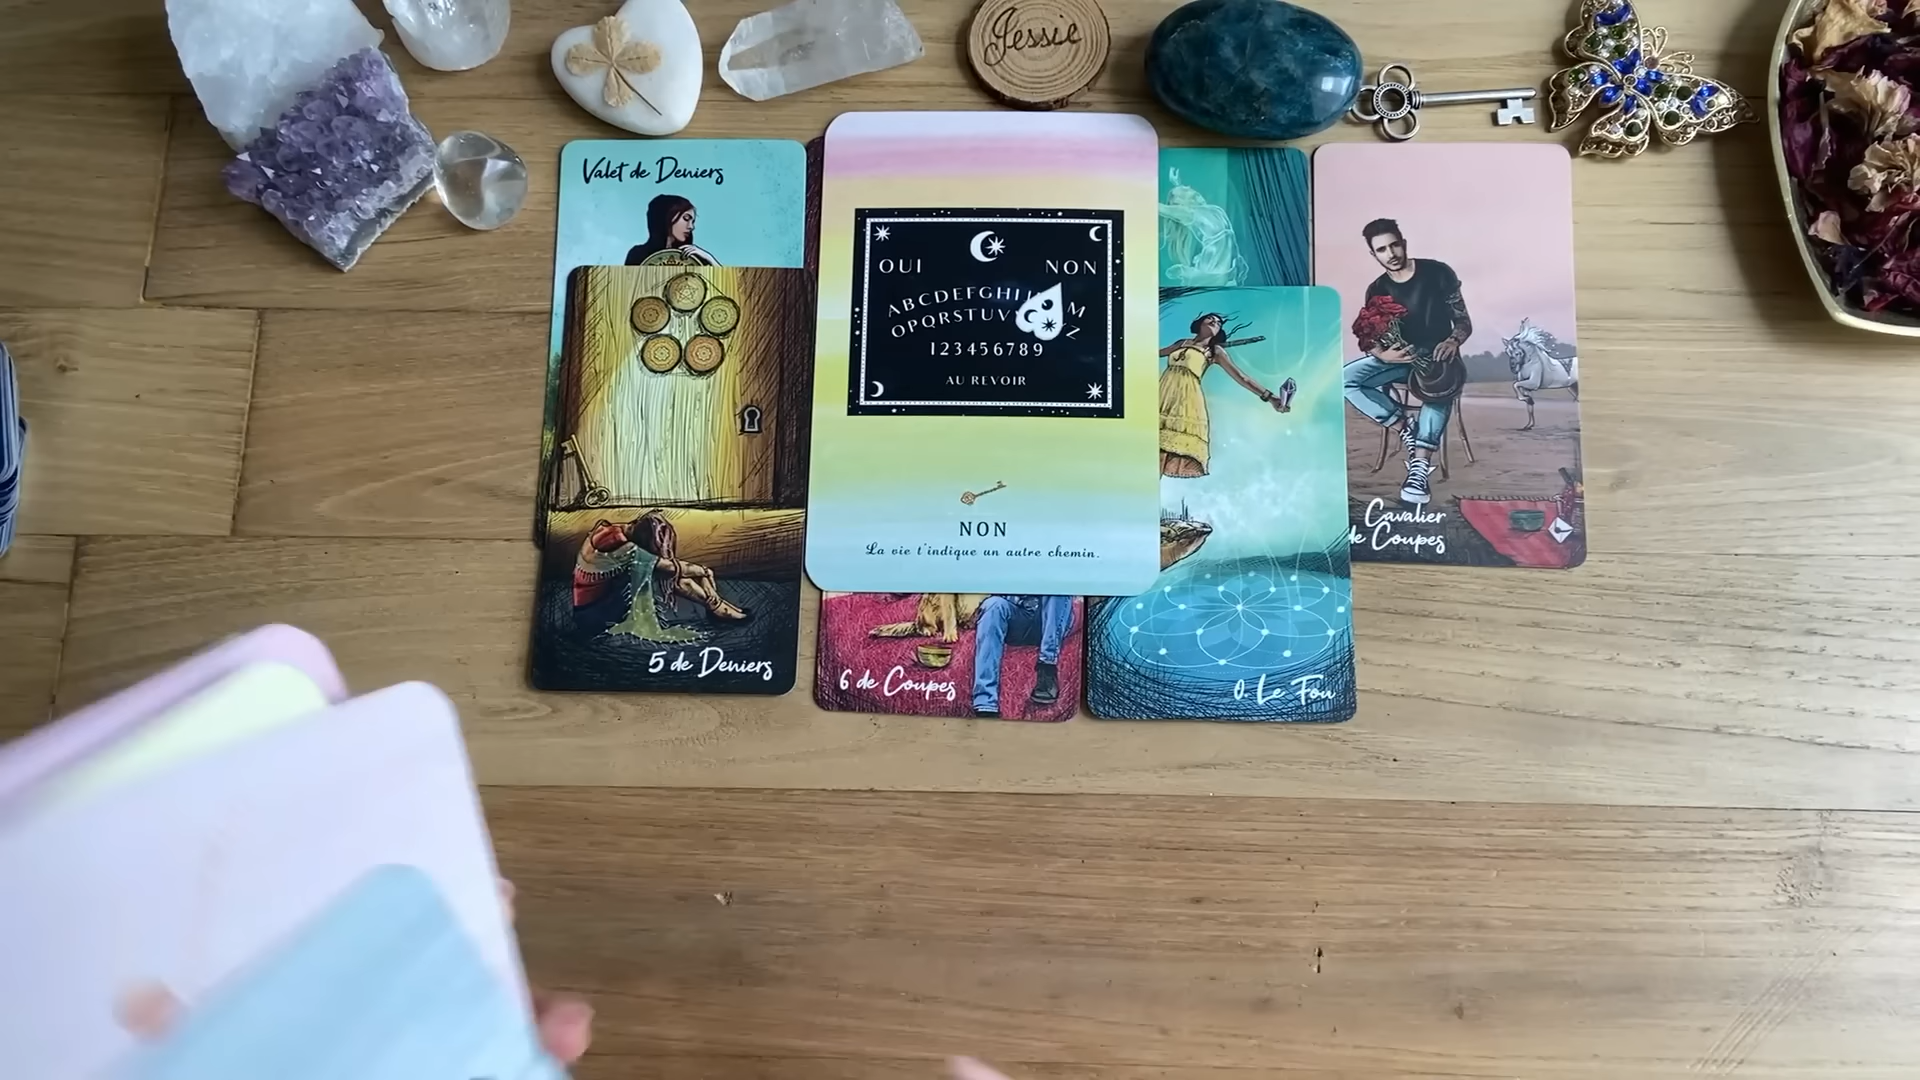 Jessie
Valet de Deniers
OUI NON
ABCDEFGHI M
OPQRSTUV Z
123456789
AU REVOIR
NON
La vie t'indique un autre chemin.
Cavalier
de Coupes
5 de Deniers
6 de Coupes
0. Le Fou